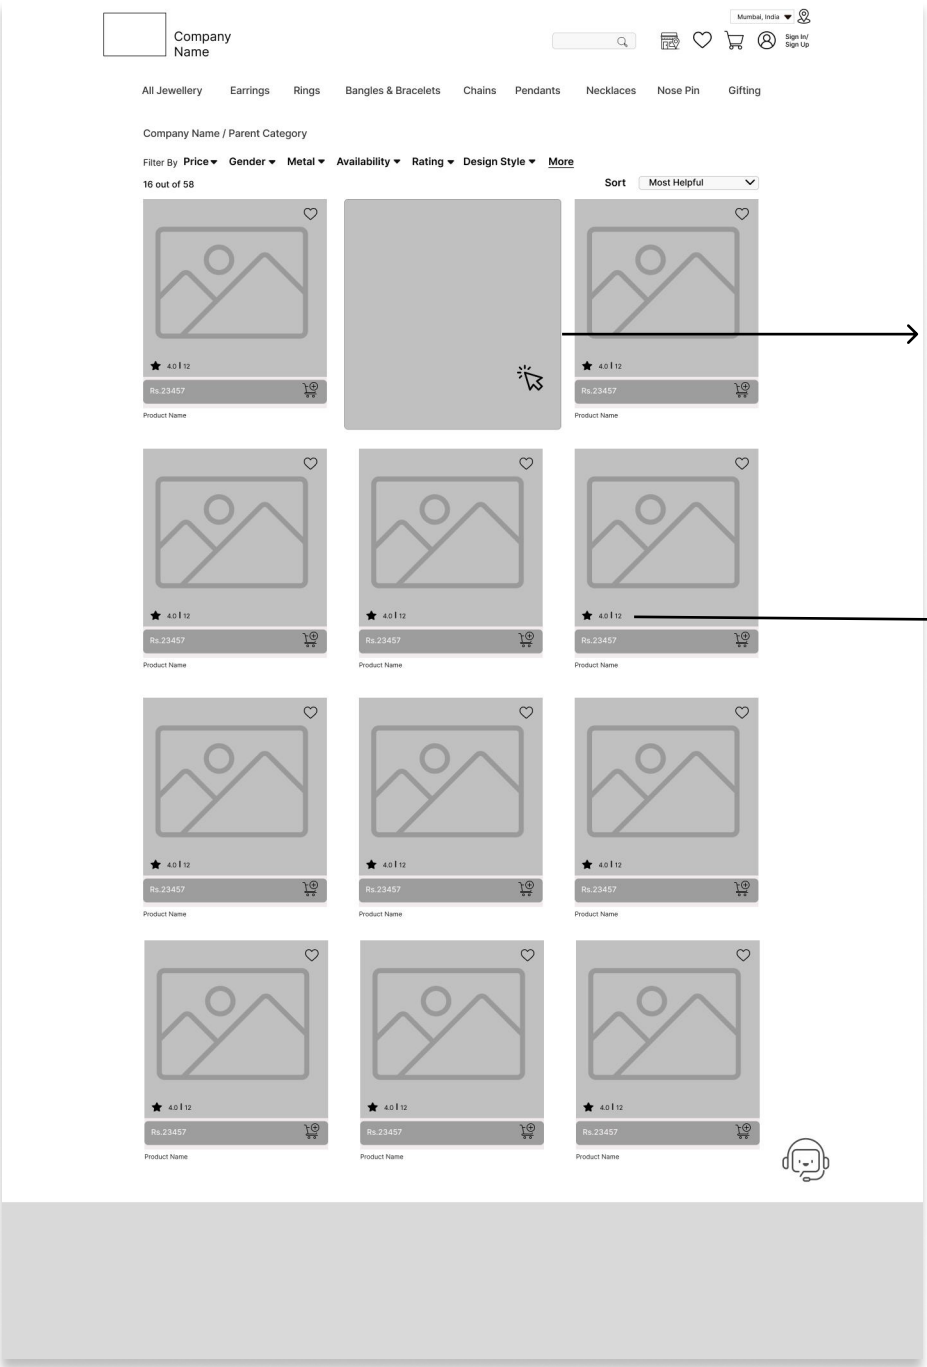 Mumbai, India
Company
Name
Sign In/
Sign Up
All Jewellery Earrings Rings Bangles & Bracelets Chains Pendants Necklaces Nose Pin Gifting
Company Name / Parent Category
Filter By Price Gender Metal Availability Rating Design Style More
16 out of 58
Sort Most Helpful
4.0 | 12 4.0 | 12
Rs.23457 Rs.23457
Product Name Product Name
4.0 | 12 4.0 | 12 4.0 | 12
Rs.23457 Rs.23457 Rs.23457
Product Name Product Name Product Name
4.0 | 12 4.0 | 12 4.0 | 12
Rs.23457 Rs.23457 Rs.23457
Product Name Product Name Product Name
4.0 | 12 4.0 | 12 4.0 | 12
Rs.23457 Rs.23457 Rs.23457
Product Name Product Name Product Name